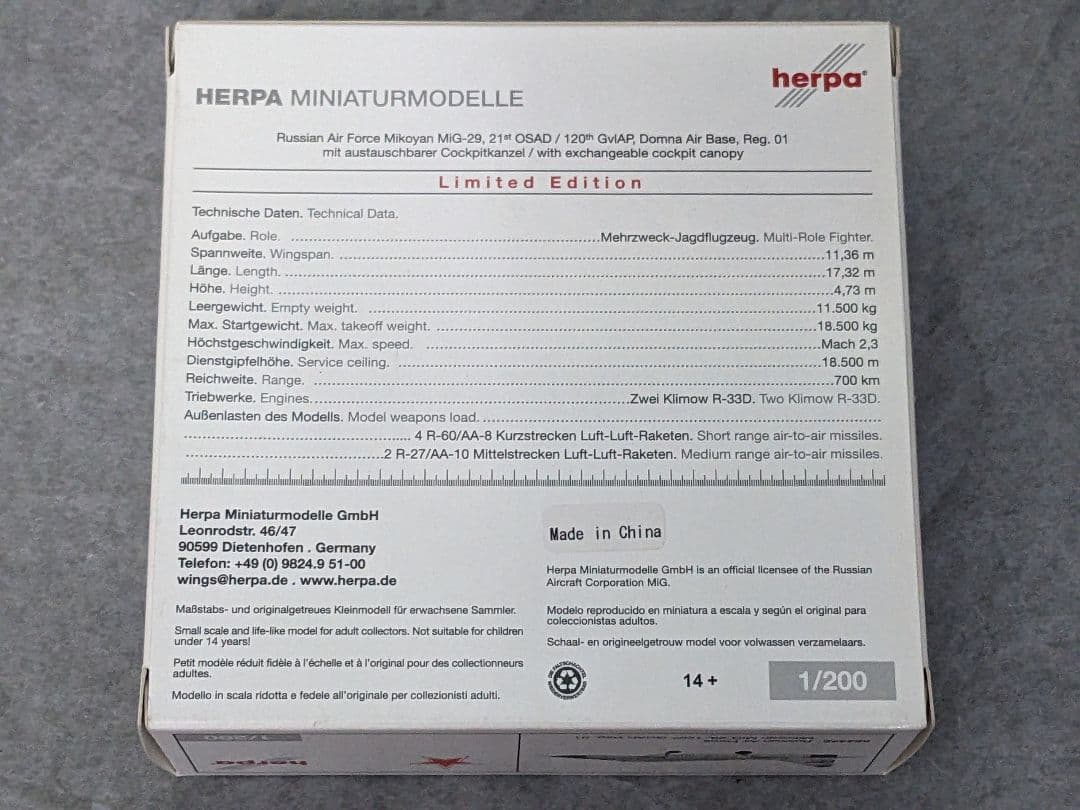 herpa®
HERPA MINIATURMODELLE
Russian Air Force Mikoyan MiG-29, 21st OSAD / 120th GvIAP, Domna Air Base, Reg. 01
mit austauschbarer Cockpitkanzel / with exchangeable cockpit canopy
Limited Edition
Technische Daten. Technical Data.
Aufgabe. Role. ........ Mehrzweck-Jagdflugzeug. Multi-Role Fighter.
Spannweite. Wingspan. ........ 11,36 m
Länge. Length. ........ 17,32 m
Höhe. Height. ........ 4,73 m
Leergewicht. Empty weight. ........ 11.500 kg
Max. Startgewicht. Max. takeoff weight. ........ 18.500 kg
Höchstgeschwindigkeit. Max. speed. ........ Mach 2,3
Dienstgipfelhöhe. Service ceiling. ........ 18.500 m
Reichweite. Range. ........ 700 km
Triebwerke. Engines. ........ Zwei Klimow R-33D. Two Klimow R-33D.
Außenlasten des Modells. Model weapons load. ........
........ 4 R-60/AA-8 Kurzstrecken Luft-Luft-Raketen. Short range air-to-air missiles.
........ 2 R-27/AA-10 Mittelstrecken Luft-Luft-Raketen. Medium range air-to-air missiles.
Herpa Miniaturmodelle GmbH
Leonrodstr. 46/47
90599 Dietenhofen . Germany
Telefon: +49 (0) 9824.9 51-00
wings@herpa.de . www.herpa.de
Maßstabs- und originalgetreues Kleinmodell für erwachsene Sammler.
Small scale and life-like model for adult collectors. Not suitable for children
under 14 years!
Petit modèle réduit fidèle à l'échelle et à l'original pour des collectionneurs
adultes.
Modello in scala ridotta e fedele all'originale per collezionisti adulti.
Made in China
Herpa Miniaturmodelle GmbH is an official licensee of the Russian
Aircraft Corporation MiG.
Modelo reproducido en miniatura a escala y según el original para
coleccionistas adultos.
Schaal- en origineelgetrouw model voor volwassen verzamelaars.
14 +
1/200
1/200
herpa